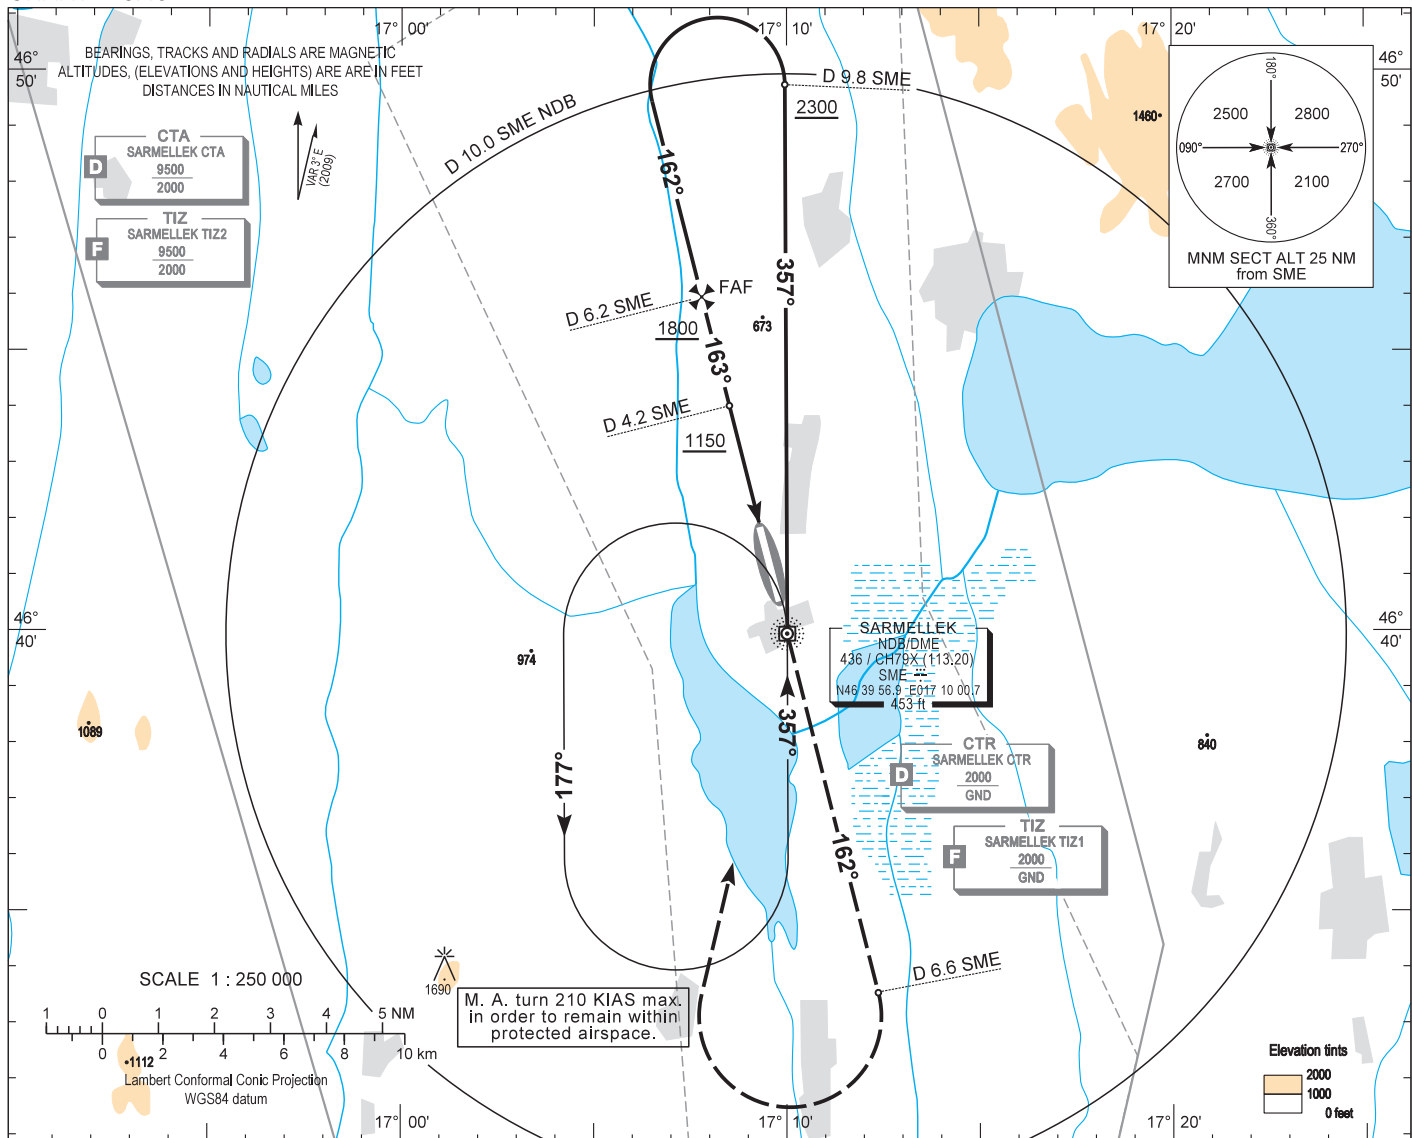 17° 00'
17° 10'
17° 20'
46°
50'
46°
50'
BEARINGS, TRACKS AND RADIALS ARE MAGNETIC
ALTITUDES, (ELEVATIONS AND HEIGHTS) ARE ARE IN FEET
DISTANCES IN NAUTICAL MILES
CTA
SARMELLEK CTA
D
9500
2000
TIZ
SARMELLEK TIZ2
F
9500
2000
VAR 3° E
(2009)
D 10.0 SME NDB
D 9.8 SME
2300
162°
357°
FAF
D 6.2 SME
1800
673
163°
D 4.2 SME
1150
1460
180°
2500
2800
090°
270°
2700
2100
360°
MNM SECT ALT 25 NM
from SME
46°
40'
46°
40'
SARMELLEK
NDB/DME
436 / CH79X (113.20)
SME
N46 39 56.9 E017 10 00.7
453 ft
974
1089
840
177°
357°
CTR
SARMELLEK CTR
D
2000
GND
TIZ
SARMELLEK TIZ1
F
2000
GND
162°
D 6.6 SME
1690
M. A. turn 210 KIAS max.
in order to remain within
protected airspace.
SCALE 1 : 250 000
1 0 1 2 3 4 5 NM
0 2 4 6 8 10 km
1112
Lambert Conformal Conic Projection
WGS84 datum
Elevation tints
2000
1000
0 feet
17° 00'
17° 10'
17° 20'